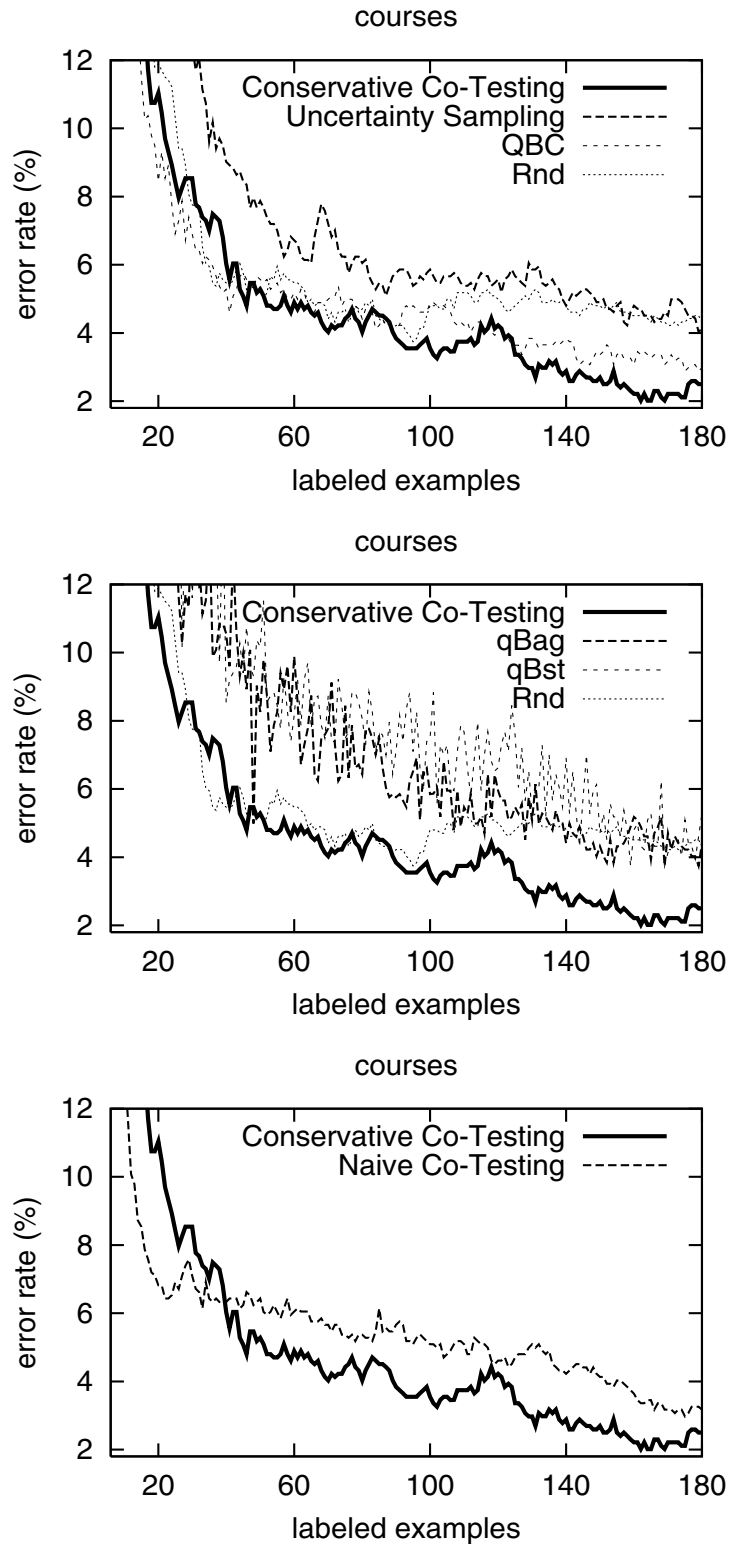 courses
12
10
8
6
4
2
error rate (%)
Conservative Co-Testing
Uncertainty Sampling
QBC
Rnd
20 60 100 140 180
labeled examples
courses
12
10
8
6
4
2
error rate (%)
Conservative Co-Testing
qBag
qBst
Rnd
20 60 100 140 180
labeled examples
courses
12
10
8
6
4
2
error rate (%)
Conservative Co-Testing
Naive Co-Testing
20 60 100 140 180
labeled examples